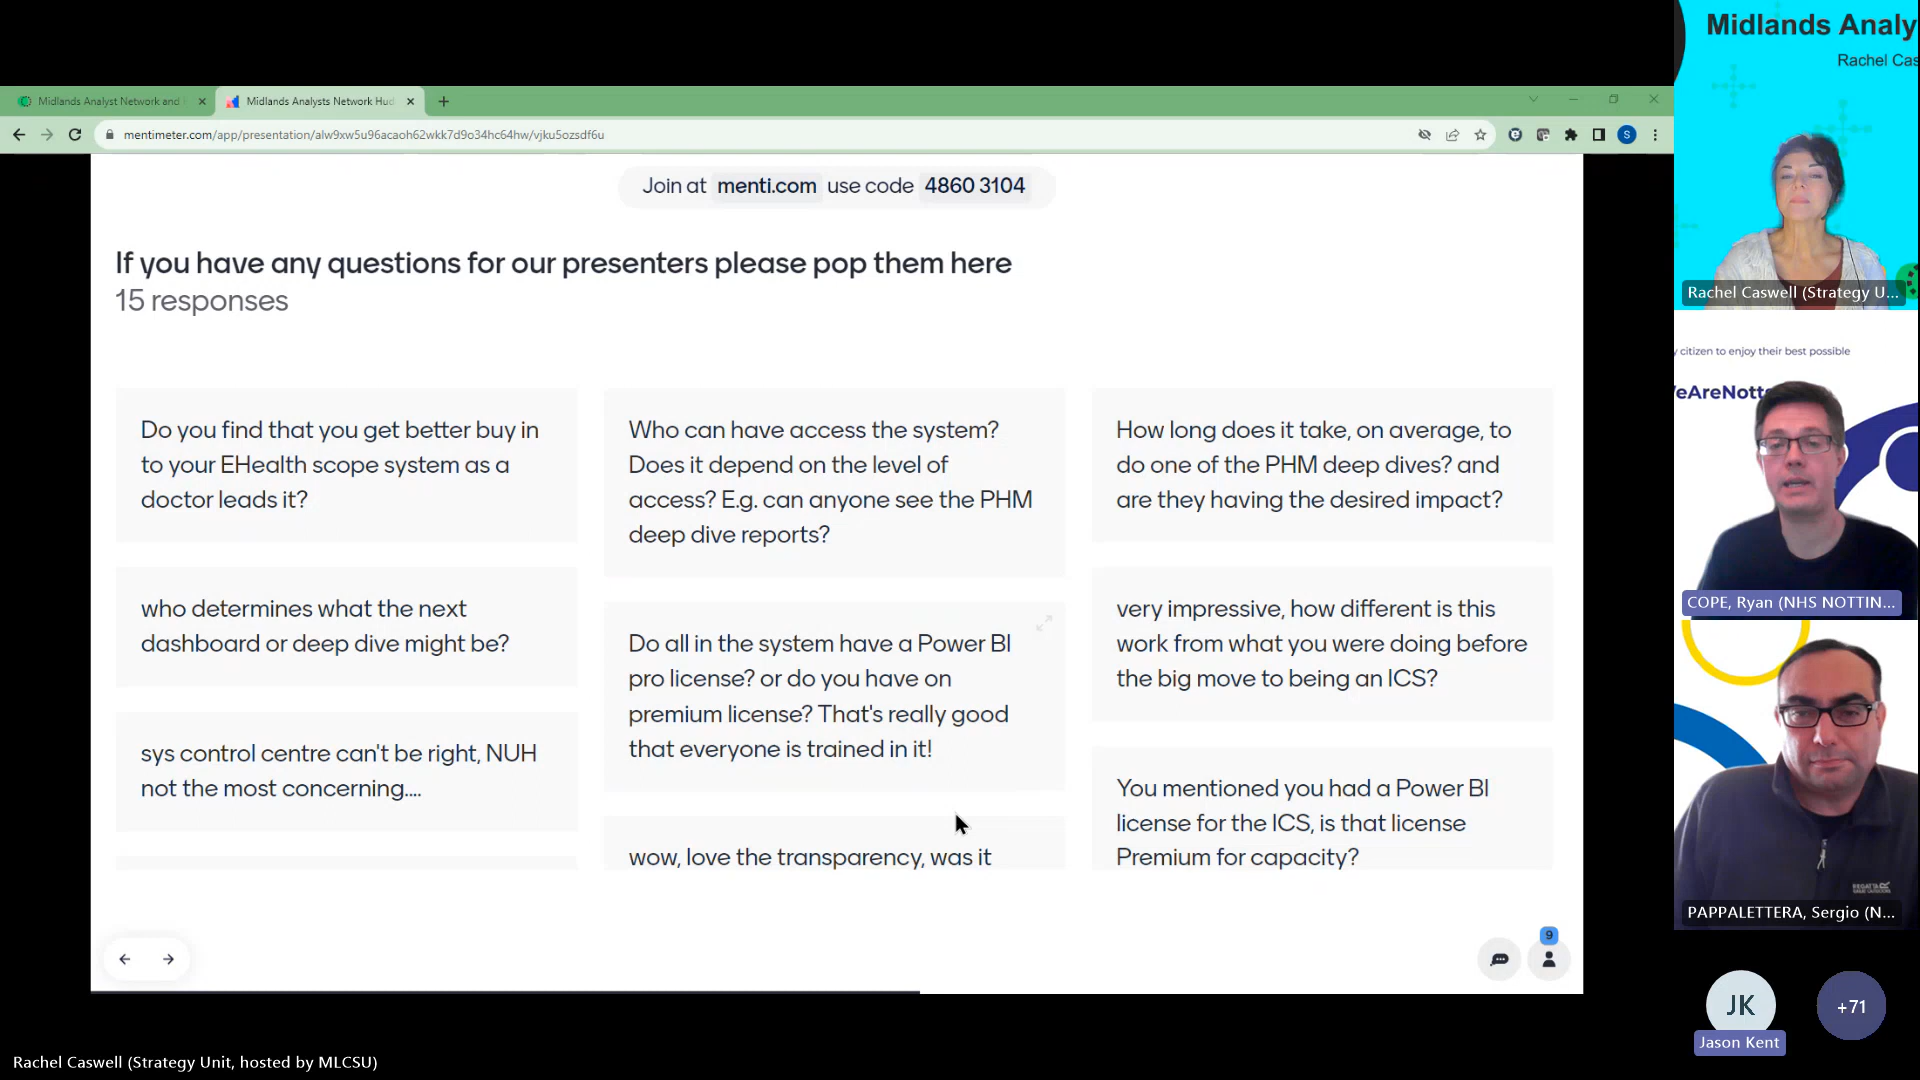 Midlands Analyst Network and
Midlands Analysts Network Hud
mentimeter.com/app/presentation/alw9xw5u96acaoh62wkk7d9o34hc64hw/vjku5ozsdf6u
S
Join at menti.com use code 4860 3104
If you have any questions for our presenters please pop them here
15 responses
Do you find that you get better buy in
to your EHealth scope system as a
doctor leads it?
who determines what the next
dashboard or deep dive might be?
sys control centre can't be right, NUH
not the most concerning....
Who can have access the system?
Does it depend on the level of
access? E.g. can anyone see the PHM
deep dive reports?
Do all in the system have a Power BI
pro license? or do you have on
premium license? That's really good
that everyone is trained in it!
wow, love the transparency, was it
How long does it take, on average, to
do one of the PHM deep dives? and
are they having the desired impact?
very impressive, how different is this
work from what you were doing before
the big move to being an ICS?
You mentioned you had a Power BI
license for the ICS, is that license
Premium for capacity?
9
Midlands Analy
Rachel Cas
Rachel Caswell (Strategy U...
y citizen to enjoy their best possible
eAreNott
COPE, Ryan (NHS NOTTIN...
REGATTA
PAPPALETTERA, Sergio (N...
JK
+71
Jason Kent
Rachel Caswell (Strategy Unit, hosted by MLCSU)